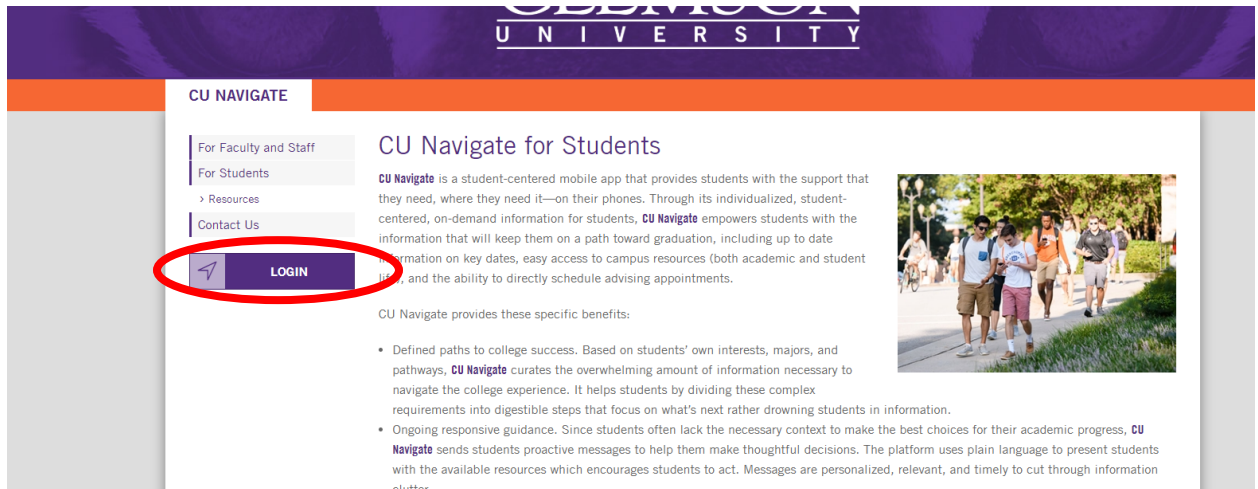 CLEMSON
UNIVERSITY
CU NAVIGATE
For Faculty and Staff
For Students
> Resources
Contact Us
LOGIN
CU Navigate for Students
CU Navigate is a student-centered mobile app that provides students with the support that
they need, where they need it—on their phones. Through its individualized, student-
centered, on-demand information for students, CU Navigate empowers students with the
information that will keep them on a path toward graduation, including up to date
information on key dates, easy access to campus resources (both academic and student
life), and the ability to directly schedule advising appointments.
CU Navigate provides these specific benefits:
• Defined paths to college success. Based on students' own interests, majors, and
pathways, CU Navigate curates the overwhelming amount of information necessary to
navigate the college experience. It helps students by dividing these complex
requirements into digestible steps that focus on what's next rather drowning students in information.
• Ongoing responsive guidance. Since students often lack the necessary context to make the best choices for their academic progress, CU
Navigate sends students proactive messages to help them make thoughtful decisions. The platform uses plain language to present students
with the available resources which encourages students to act. Messages are personalized, relevant, and timely to cut through information
clutter.